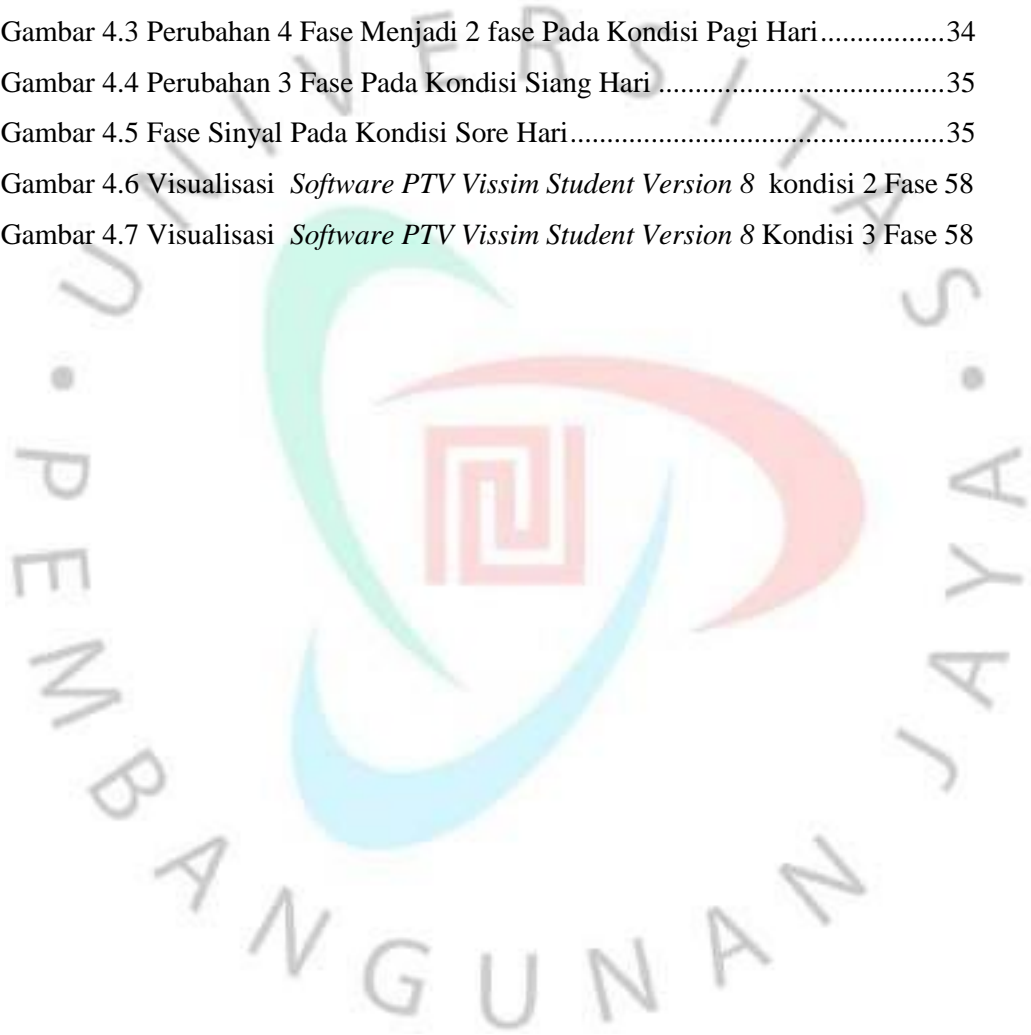 Gambar 4.3 Perubahan 4 Fase Menjadi 2 fase Pada Kondisi Pagi Hari.................34
Gambar 4.4 Perubahan 3 Fase Pada Kondisi Siang Hari ......................................35
Gambar 4.5 Fase Sinyal Pada Kondisi Sore Hari..................................................35
Gambar 4.6 Visualisasi Software PTV Vissim Student Version 8 kondisi 2 Fase 58
Gambar 4.7 Visualisasi Software PTV Vissim Student Version 8 Kondisi 3 Fase 58
UNIVERSITAS • PEMBANGUNAN JAYA •